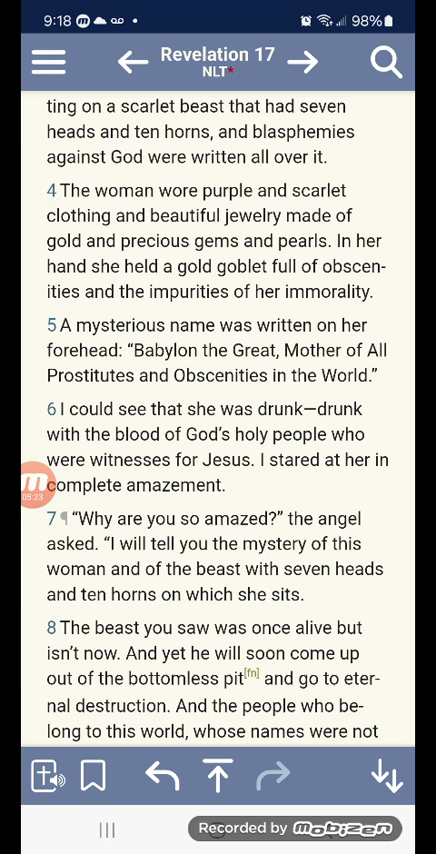 9:18 98%
Revelation 17
NLT*
ting on a scarlet beast that had seven
heads and ten horns, and blasphemies
against God were written all over it.
4 The woman wore purple and scarlet
clothing and beautiful jewelry made of
gold and precious gems and pearls. In her
hand she held a gold goblet full of obscen-
ities and the impurities of her immorality.
5 A mysterious name was written on her
forehead: “Babylon the Great, Mother of All
Prostitutes and Obscenities in the World.”
6 I could see that she was drunk—drunk
with the blood of God’s holy people who
were witnesses for Jesus. I stared at her in
complete amazement.
05:23
7 ¶ “Why are you so amazed?” the angel
asked. “I will tell you the mystery of this
woman and of the beast with seven heads
and ten horns on which she sits.
8 The beast you saw was once alive but
isn’t now. And yet he will soon come up
out of the bottomless pit[fn] and go to eter-
nal destruction. And the people who be-
long to this world, whose names were not
Recorded by MOBIZEN